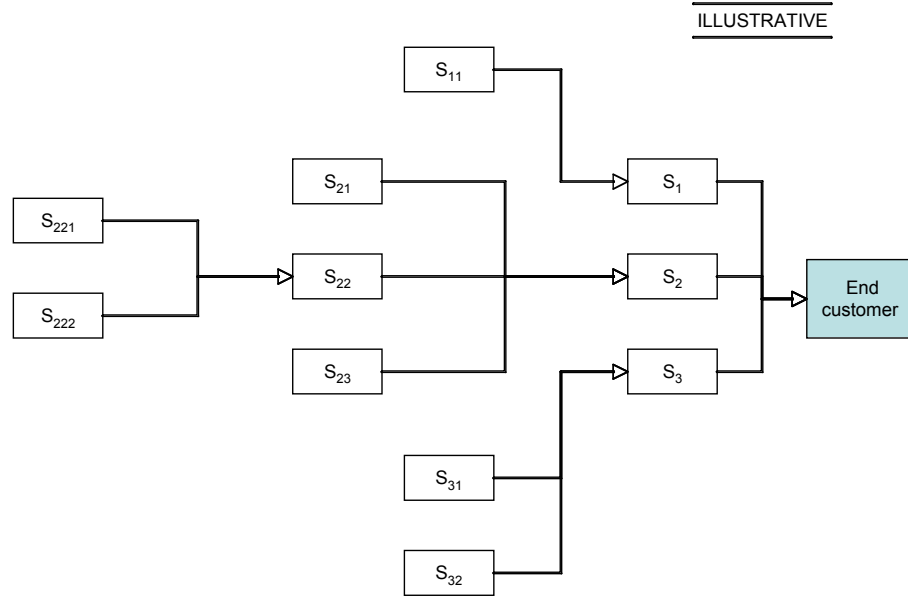 ILLUSTRATIVE
S₁₁
S₂₁
S₁
S₂₂₁
S₂₂
S₂
End
customer
S₂₂₂
S₂₃
S₃
S₃₁
S₃₂